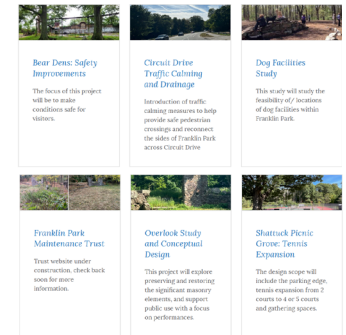 Bear Dens: Safety
Improvements
The focus of this project
will be to make
conditions safe for
visitors.
Circuit Drive
Traffic Calming
and Drainage
Introduction of traffic
calming measures to help
provide safe pedestrian
crossings and reconnect
the sides of Franklin Park
across Circuit Drive
Dog Facilities
Study
This study will study the
feasibility of/ locations
of dog facilities within
Franklin Park.
Franklin Park
Maintenance Trust
Trust website under
construction, check back
soon for more
information.
Overlook Study
and Conceptual
Design
This project will explore
preserving and restoring
the significant masonry
elements, and support
public use with a focus
on performances.
Shattuck Picnic
Grove: Tennis
Expansion
The design scope will
include the parking edge,
tennis expansion from 2
courts to 4 or 5 courts
and gathering spaces.